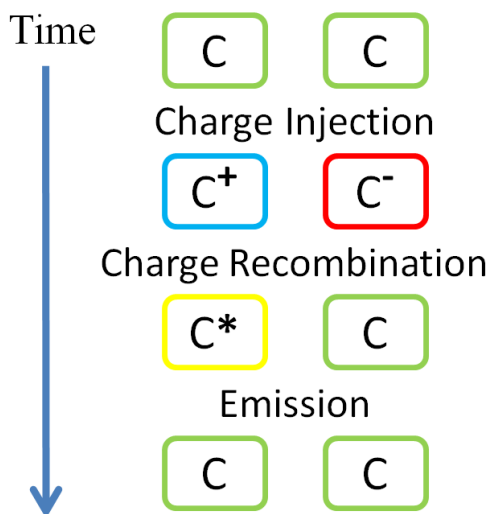 Time
C C
Charge Injection
C+ C-
Charge Recombination
C* C
Emission
C C